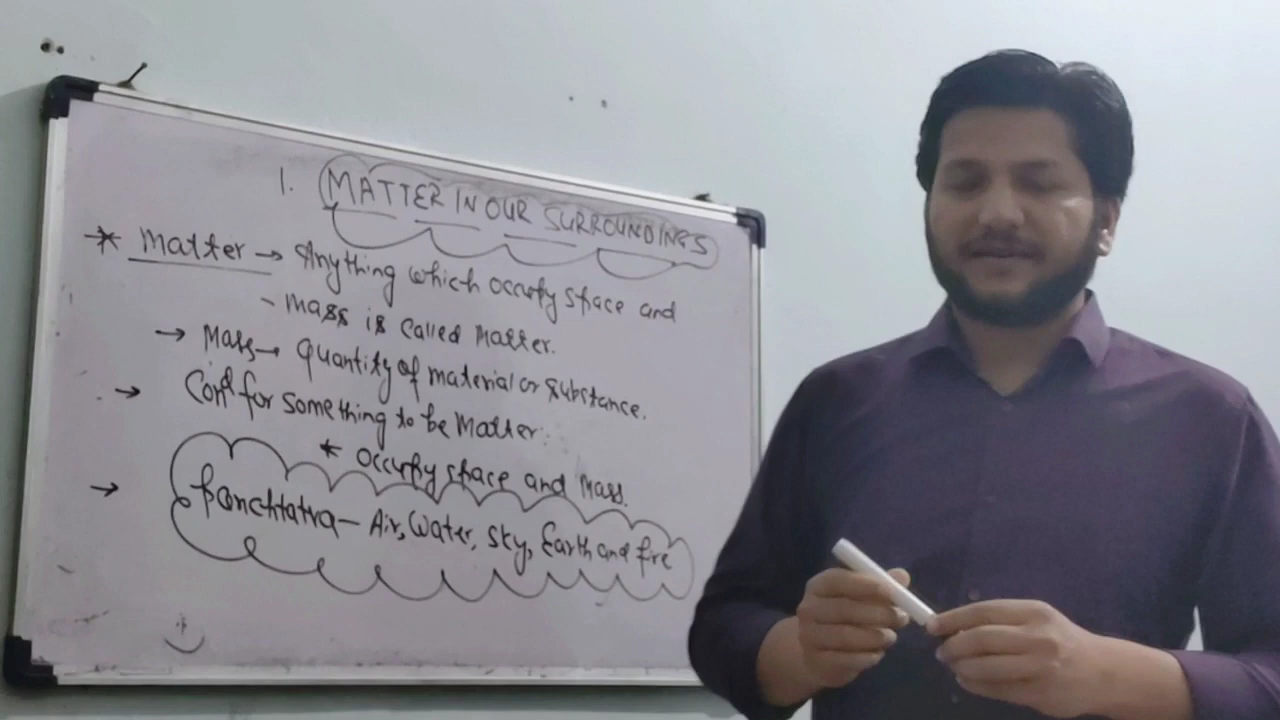 1. MATTER IN OUR SURROUNDINGS
* Matter → Anything which occupy space and
- mass is called Matter.
→ Mass → Quantity of material or substance.
→ Conⁿ for something to be Matter:
* occupy space and Mass.
→ Panchtatva - Air, Water, Sky, Earth and fire